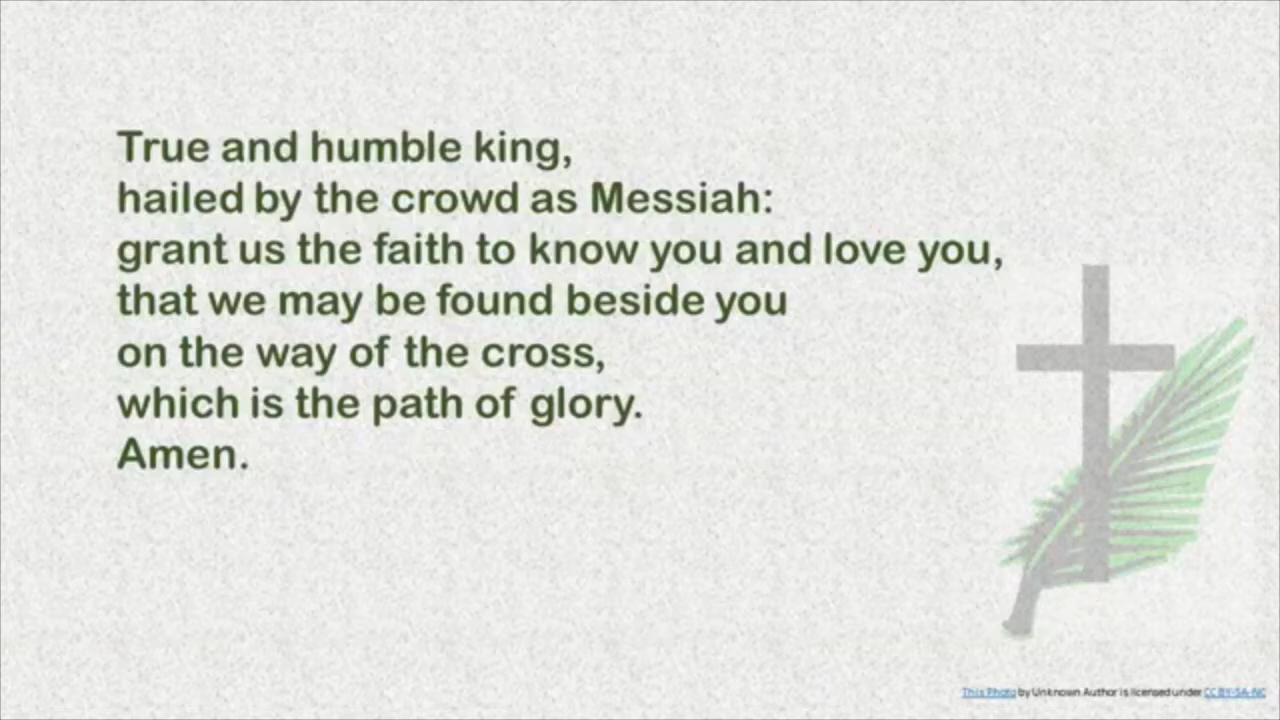 True and humble king,
hailed by the crowd as Messiah:
grant us the faith to know you and love you,
that we may be found beside you
on the way of the cross,
which is the path of glory.
Amen.
This Photo by Unknown Author is licensed under CC BY-SA-NC